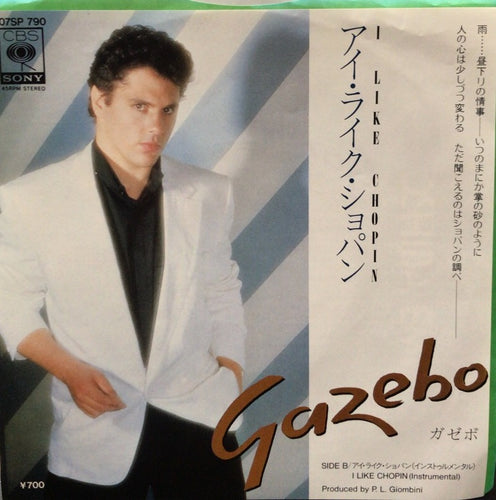 07SP 790
CBS
SONY
45RPM STEREO
雨……昼下りの情事——いつのまにか掌の砂のように
人の心は少しづつ変わる　ただ聞こえるのはショパンの調べ——
I LIKE CHOPIN
アイ・ライク・ショパン
Gazebo
ガゼボ
SIDE B/アイ・ライク・ショパン(インストゥルメンタル)
I LIKE CHOPIN (Instrumental)
Produced by P. L. Giombini
¥700